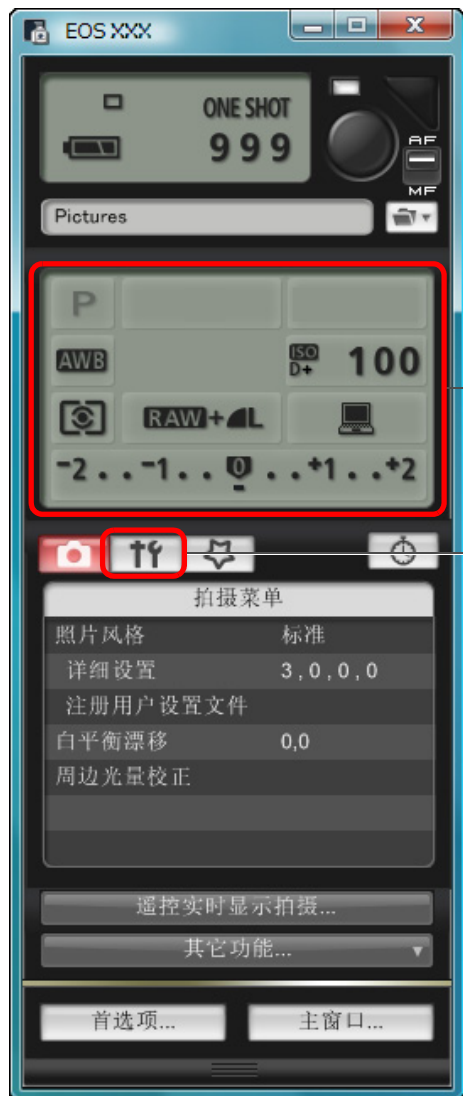 EOS XXX
ONE SHOT
999
AF
MF
Pictures
P
AWB
ISO D+ 100
RAW+L
-2..-1..0..+1..+2
拍摄菜单
照片风格 标准
详细设置 3,0,0,0
注册用户设置文件
白平衡漂移 0,0
周边光量校正
遥控实时显示拍摄...
其它功能...
首选项... 主窗口...